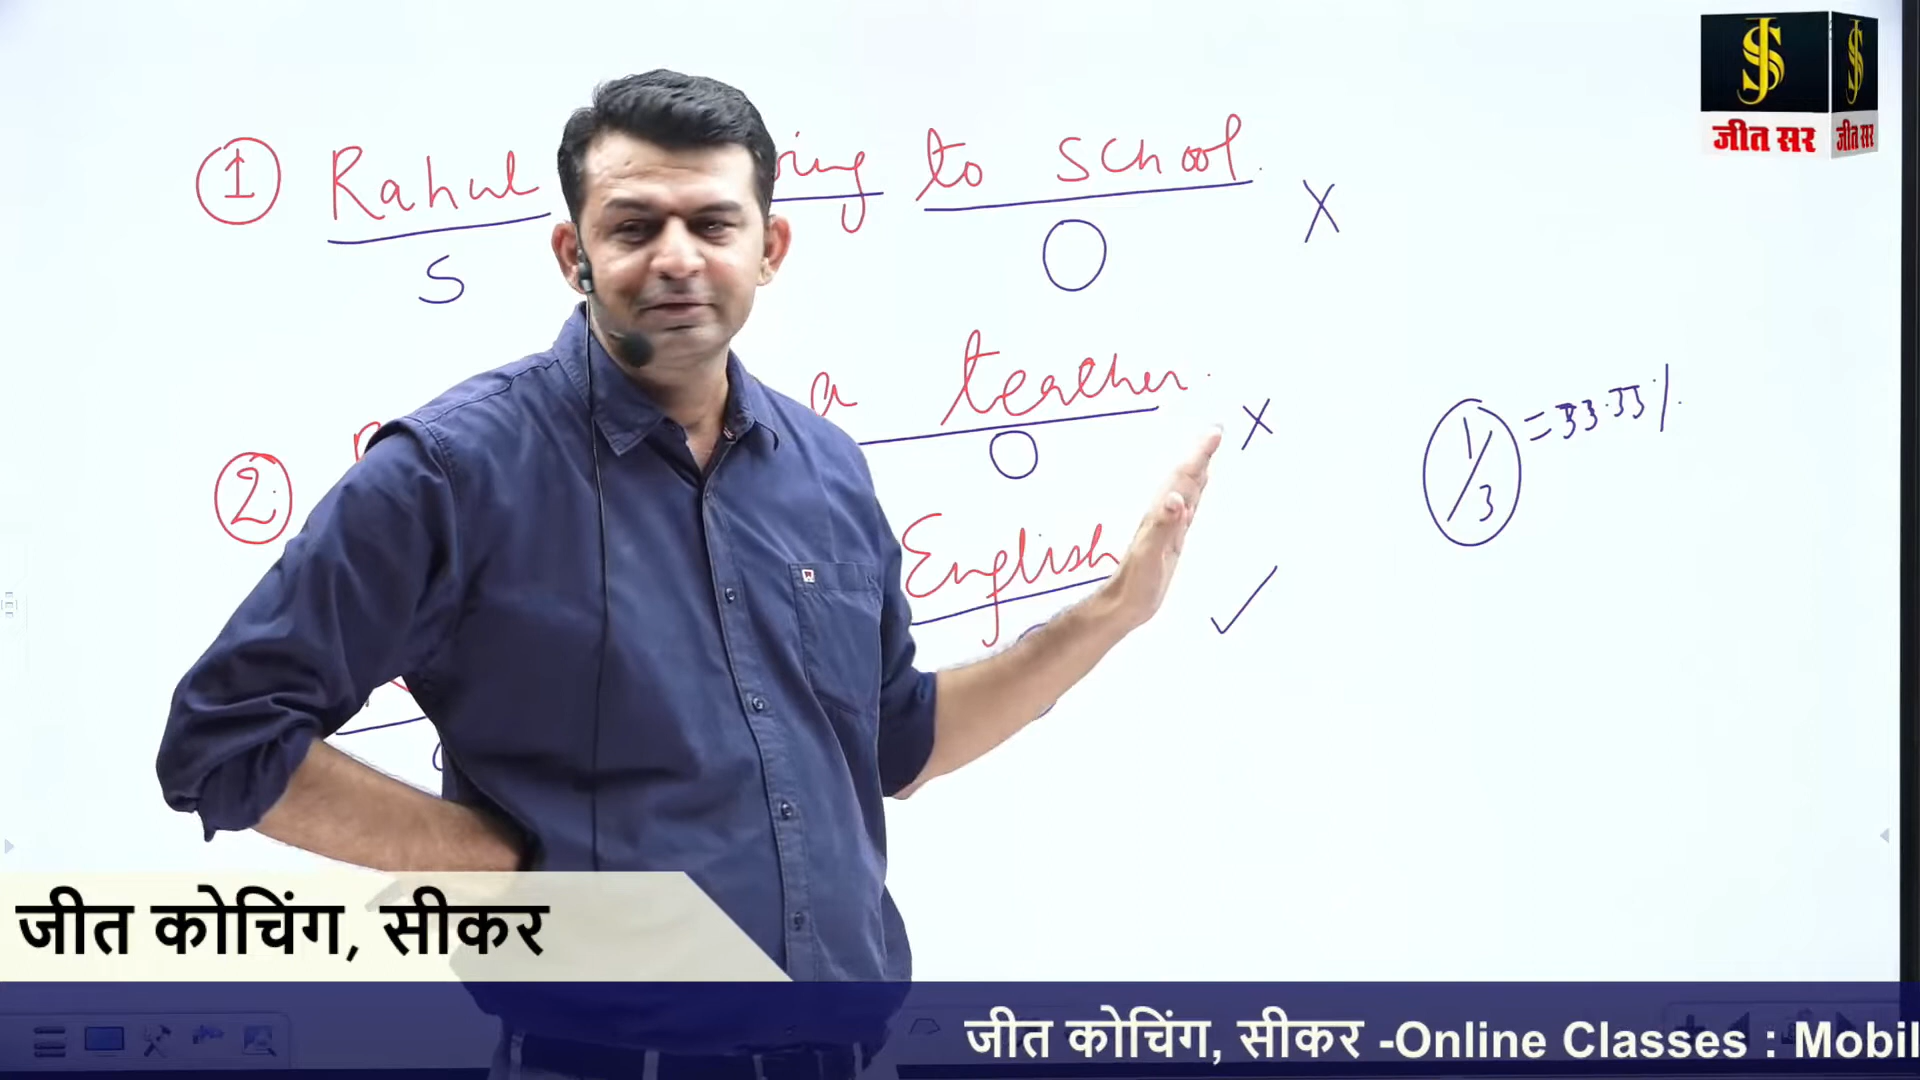 ① Rahul to school. X
S O
② a teacher. X
O
1/3 = 33.33%
English ✓
जीत सर
जीत सर
जीत कोचिंग, सीकर
जीत कोचिंग, सीकर -Online Classes : Mobil